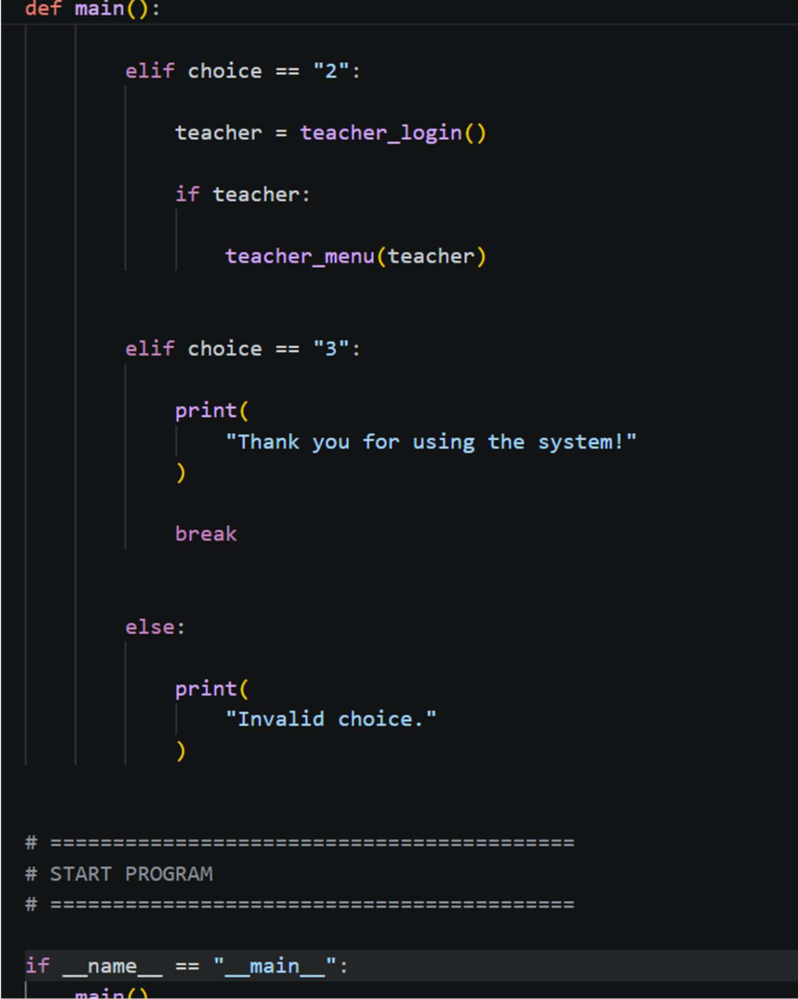 def main():
elif choice == "2":
teacher = teacher_login()
if teacher:
teacher_menu(teacher)
elif choice == "3":
print(
"Thank you for using the system!"
)
break
else:
print(
"Invalid choice."
)
# ==========================================
# START PROGRAM
# ==========================================
if __name__ == "__main__":
main()